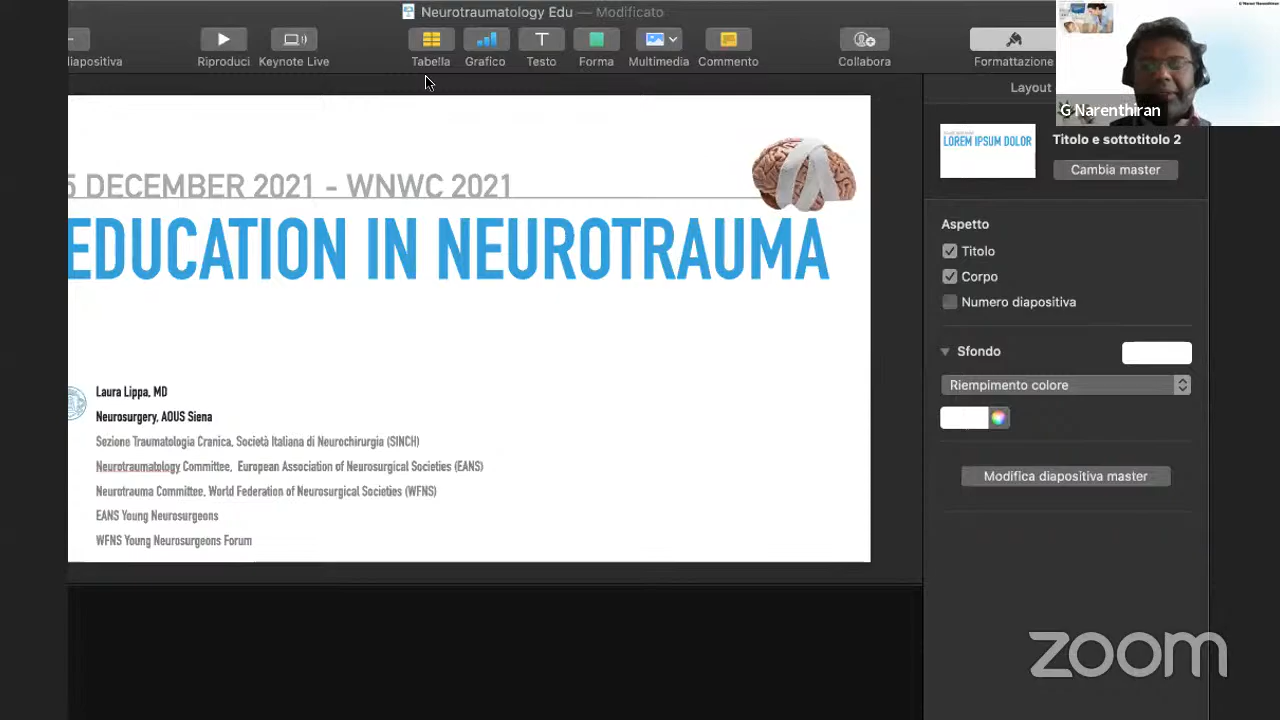 Neurotraumatology Edu — Modificato
Riproduci
Keynote Live
Tabella
Grafico
Testo
Forma
Multimedia
Commento
Collabora
Formattazione
Layout
G Narenthiran
5 DECEMBER 2021 - WNWC 2021
EDUCATION IN NEUROTRAUMA
Laura Lippa, MD
Neurosurgery, AOUS Siena
Sezione Traumatologia Cranica, Società Italiana di Neurochirurgia (SINCH)
Neurotraumatology Committee, European Association of Neurosurgical Societies (EANS)
Neurotrauma Committee, World Federation of Neurosurgical Societies (WFNS)
EANS Young Neurosurgeons
WFNS Young Neurosurgeons Forum
LOREM IPSUM DOLOR
Titolo e sottotitolo 2
Cambia master
Aspetto
Titolo
Corpo
Numero diapositiva
Sfondo
Riempimento colore
Modifica diapositiva master
zoom